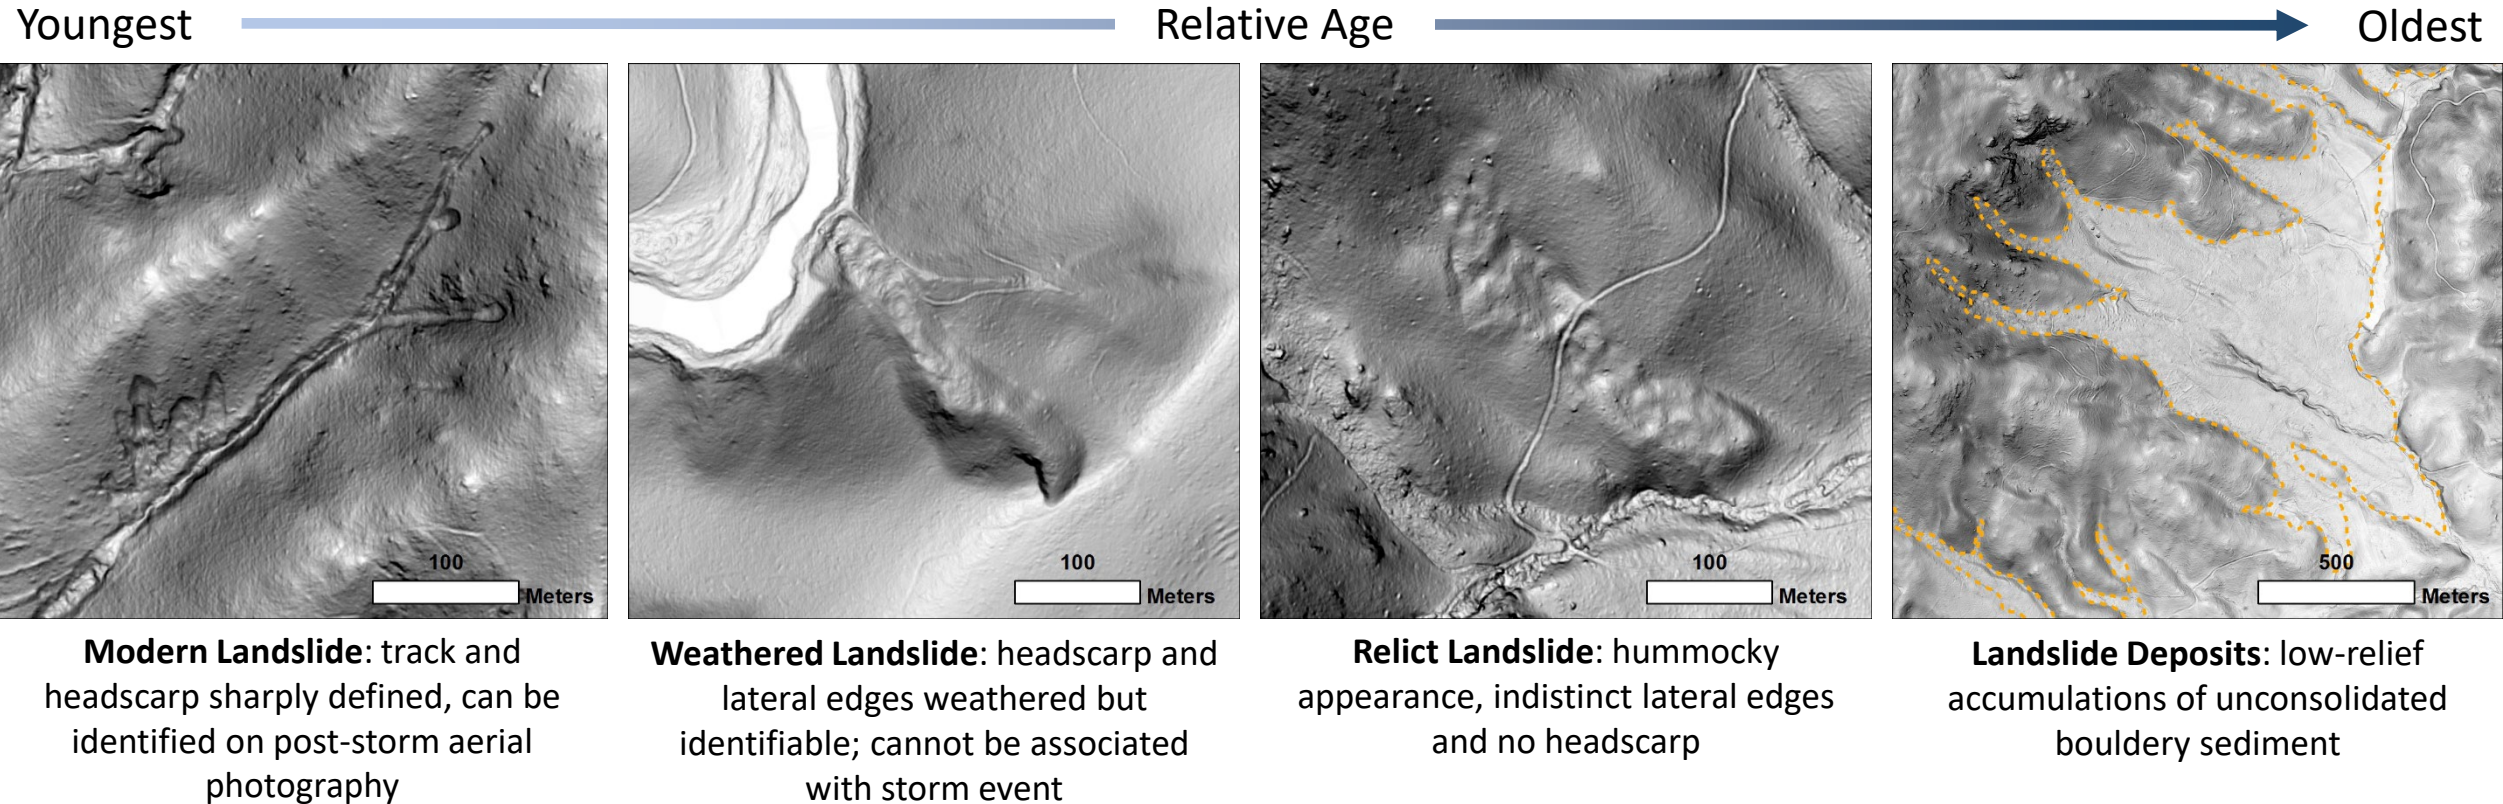 Youngest Relative Age Oldest
100
Meters
100
Meters
100
Meters
500
Meters
Modern Landslide: track and
headscarp sharply defined, can be
identified on post-storm aerial
photography
Weathered Landslide: headscarp and
lateral edges weathered but
identifiable; cannot be associated
with storm event
Relict Landslide: hummocky
appearance, indistinct lateral edges
and no headscarp
Landslide Deposits: low-relief
accumulations of unconsolidated
bouldery sediment